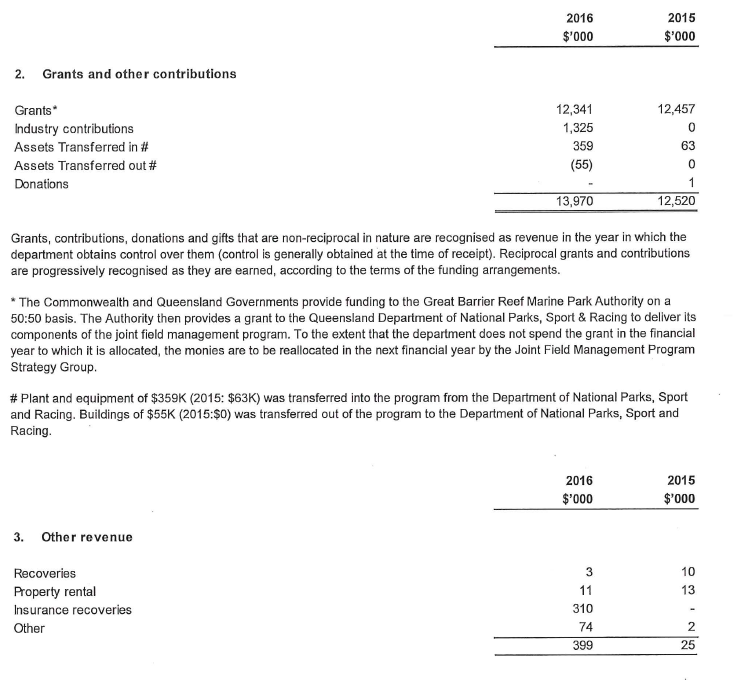 2016 2015
$'000 $'000
2. Grants and other contributions
Grants* 12,341 12,457
Industry contributions 1,325 0
Assets Transferred in # 359 63
Assets Transferred out # (55) 0
Donations - 1
13,970 12,520
Grants, contributions, donations and gifts that are non-reciprocal in nature are recognised as revenue in the year in which the
department obtains control over them (control is generally obtained at the time of receipt). Reciprocal grants and contributions
are progressively recognised as they are earned, according to the terms of the funding arrangements.
* The Commonwealth and Queensland Governments provide funding to the Great Barrier Reef Marine Park Authority on a
50:50 basis. The Authority then provides a grant to the Queensland Department of National Parks, Sport & Racing to deliver its
components of the joint field management program. To the extent that the department does not spend the grant in the financial
year to which it is allocated, the monies are to be reallocated in the next financial year by the Joint Field Management Program
Strategy Group.
# Plant and equipment of $359K (2015: $63K) was transferred into the program from the Department of National Parks, Sport
and Racing. Buildings of $55K (2015:$0) was transferred out of the program to the Department of National Parks, Sport and
Racing.
2016 2015
$'000 $'000
3. Other revenue
Recoveries 3 10
Property rental 11 13
Insurance recoveries 310 -
Other 74 2
399 25